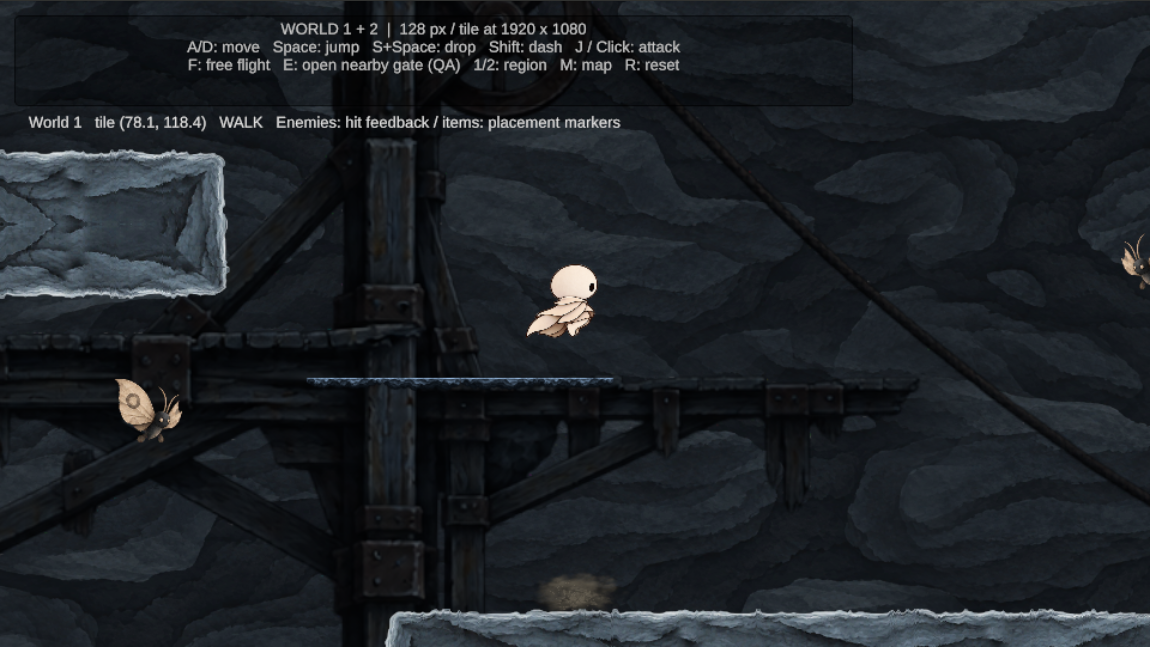 WORLD 1 + 2 | 128 px / tile at 1920 x 1080
A/D: move Space: jump S+Space: drop Shift: dash J / Click: attack
F: free flight E: open nearby gate (QA) 1/2: region M: map R: reset
World 1 tile (78.1, 118.4) WALK Enemies: hit feedback / items: placement markers